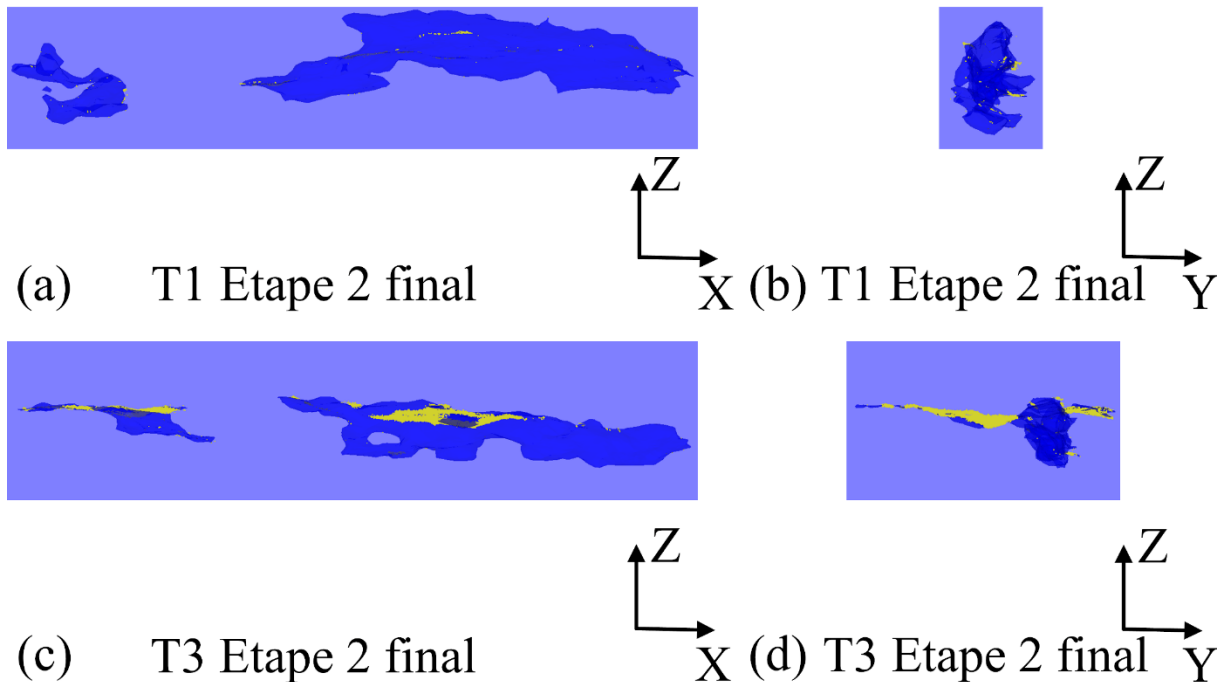 Z
Z
X
Y
(a) T1 Etape 2 final
(b) T1 Etape 2 final
Z
Z
X
Y
(c) T3 Etape 2 final
(d) T3 Etape 2 final